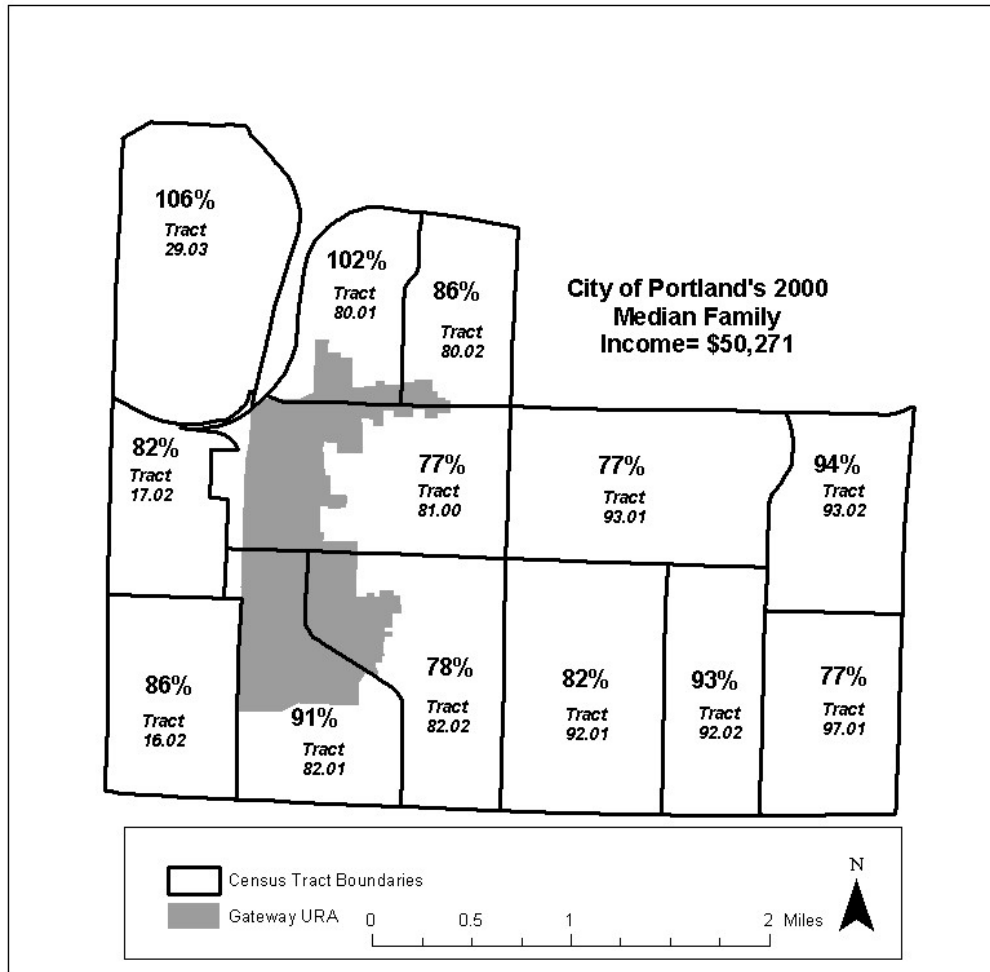 106%
Tract
29.03
102%
Tract
80.01
86%
Tract
80.02
City of Portland's 2000
Median Family
Income= $50,271
82%
Tract
17.02
77%
Tract
81.00
77%
Tract
93.01
94%
Tract
93.02
86%
Tract
16.02
91%
Tract
82.01
78%
Tract
82.02
82%
Tract
92.01
93%
Tract
92.02
77%
Tract
97.01
Census Tract Boundaries
Gateway URA
0 0.5 1 2 Miles
N